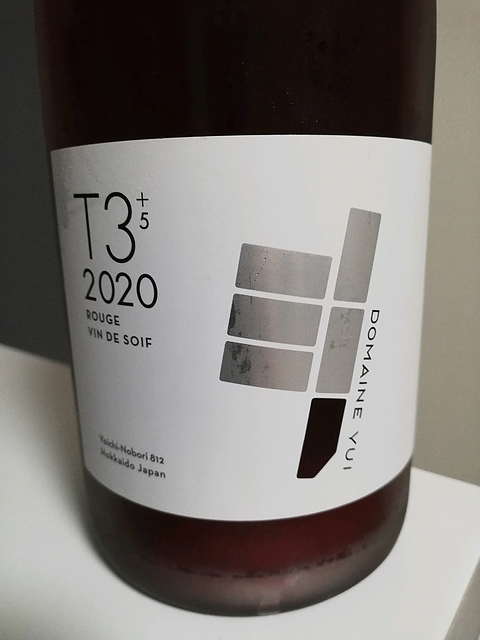 T3+5
2020
ROUGE
VIN DE SOIF
DOMAINE YUI
Yoichi-Nobori 812
Hokkaido Japan